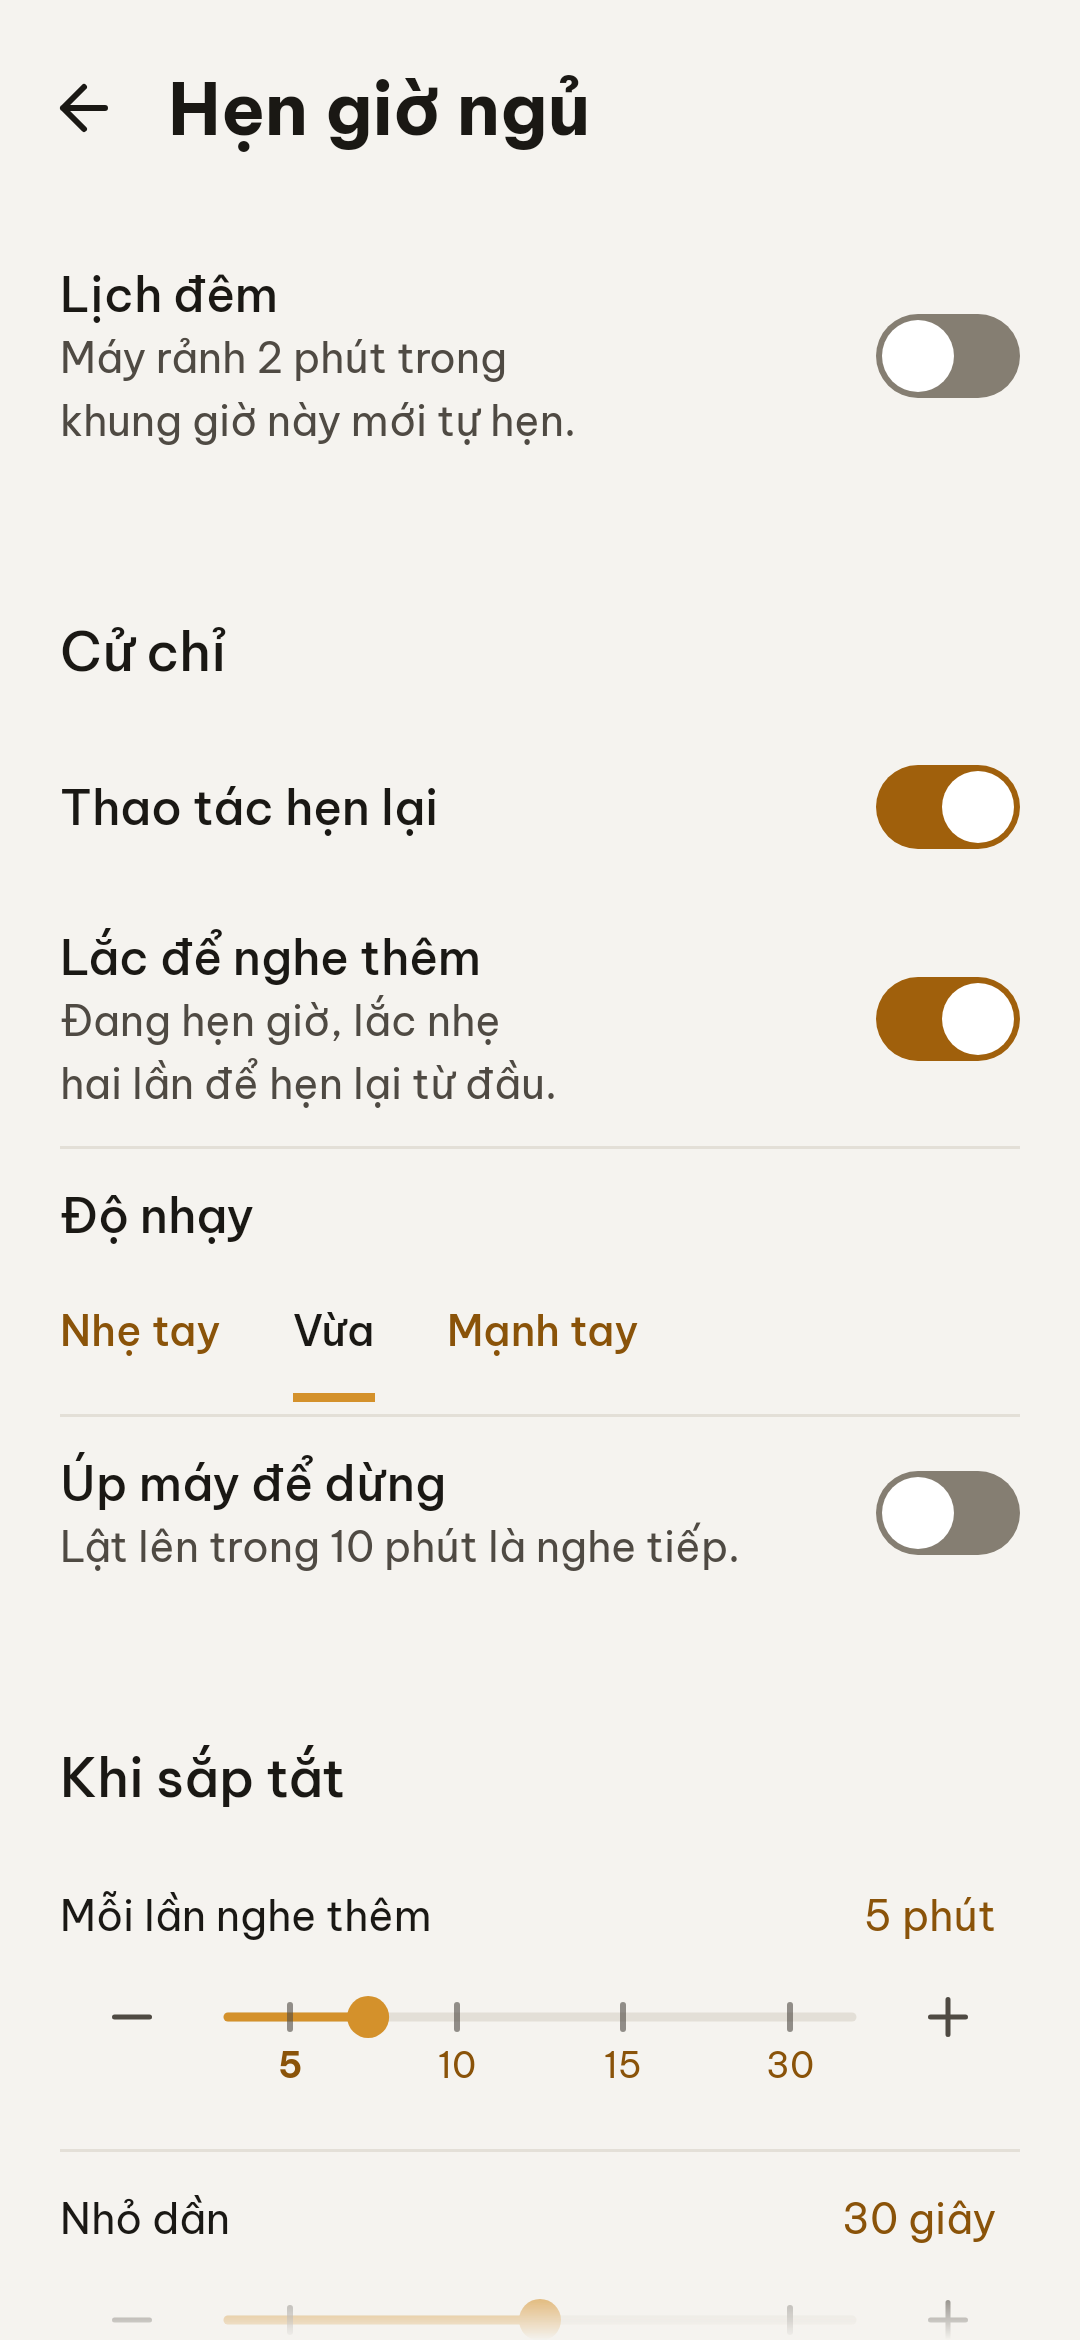 Hẹn giờ ngủ
Lịch đêm
Máy rảnh 2 phút trong
khung giờ này mới tự hẹn.
Cử chỉ
Thao tác hẹn lại
Lắc để nghe thêm
Đang hẹn giờ, lắc nhẹ
hai lần để hẹn lại từ đầu.
Độ nhạy
Nhẹ tay Vừa Mạnh tay
Úp máy để dừng
Lật lên trong 10 phút là nghe tiếp.
Khi sắp tắt
Mỗi lần nghe thêm 5 phút
5 10 15 30
Nhỏ dần 30 giây